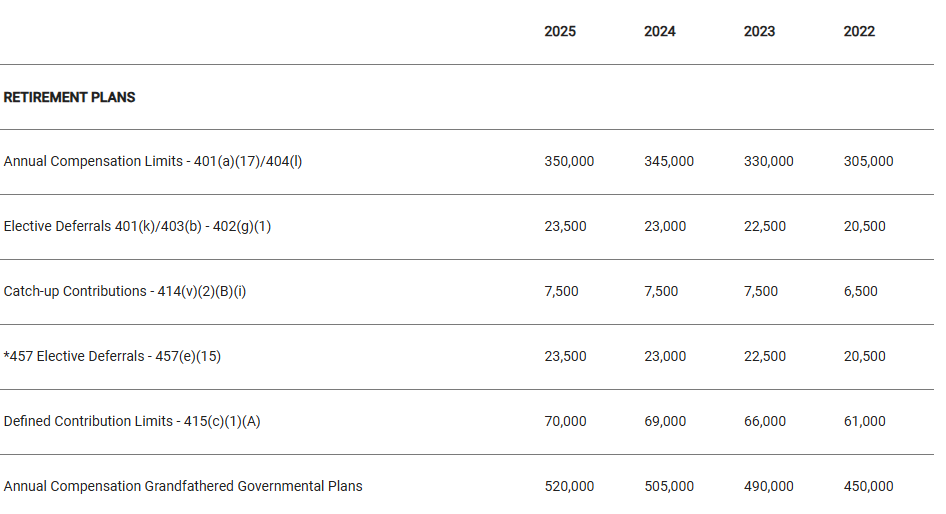 2025 2024 2023 2022
RETIREMENT PLANS
Annual Compensation Limits - 401(a)(17)/404(l) 350,000 345,000 330,000 305,000
Elective Deferrals 401(k)/403(b) - 402(g)(1) 23,500 23,000 22,500 20,500
Catch-up Contributions - 414(v)(2)(B)(i) 7,500 7,500 7,500 6,500
*457 Elective Deferrals - 457(e)(15) 23,500 23,000 22,500 20,500
Defined Contribution Limits - 415(c)(1)(A) 70,000 69,000 66,000 61,000
Annual Compensation Grandfathered Governmental Plans 520,000 505,000 490,000 450,000